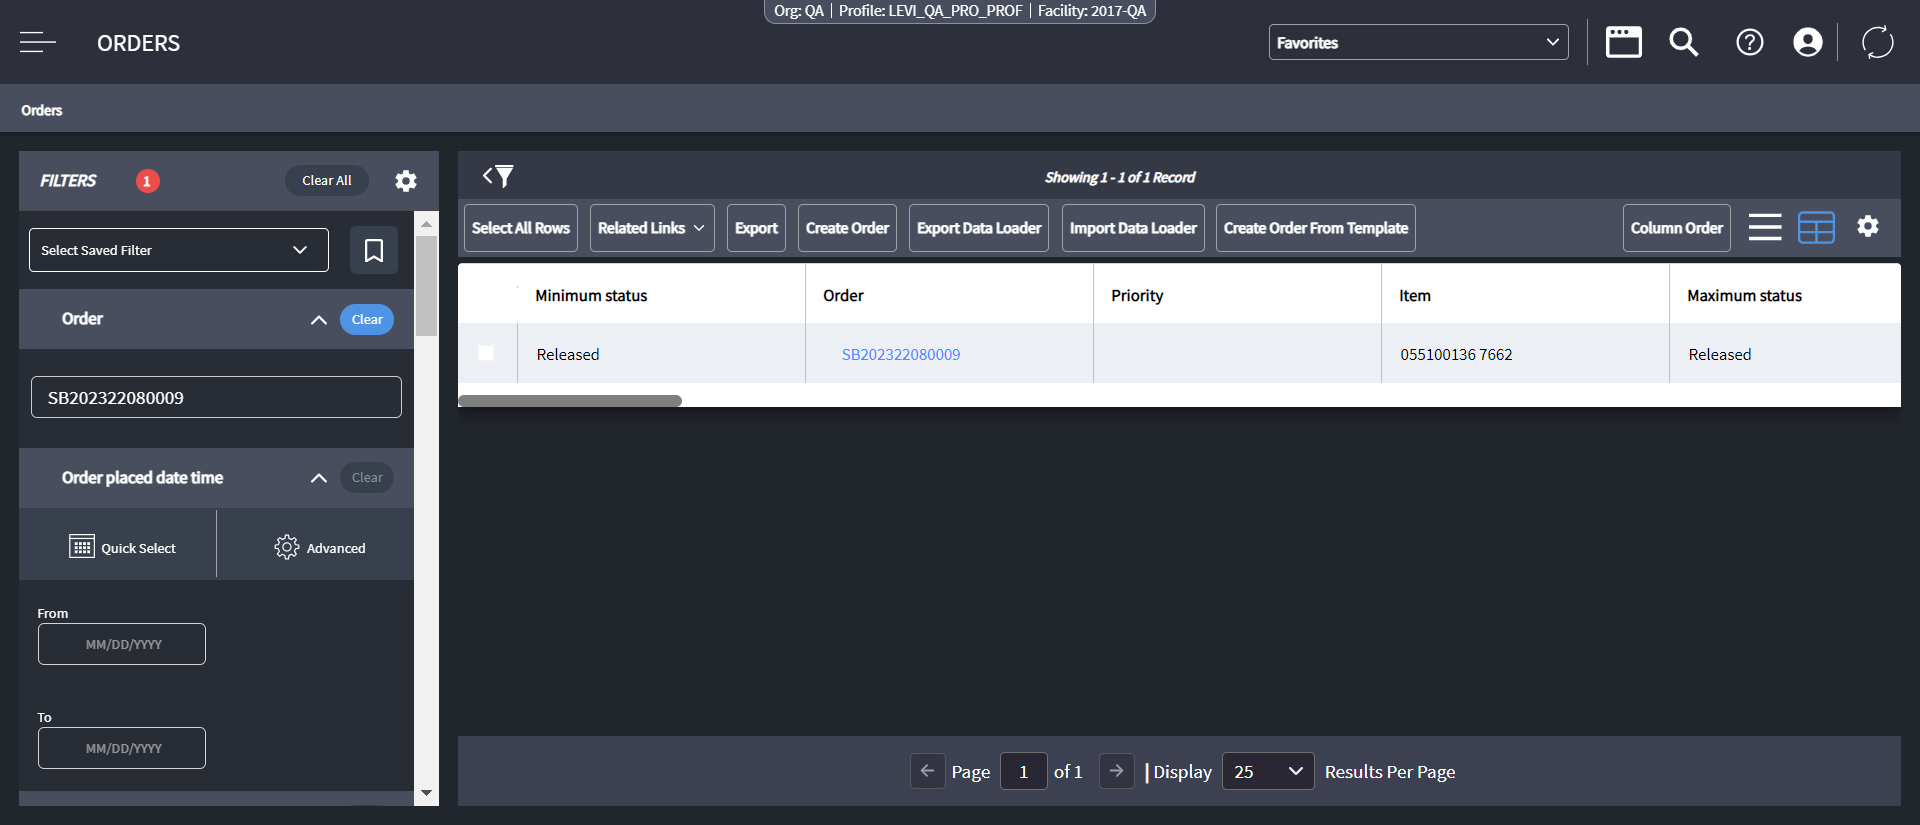 Org: QA | Profile: LEVI_QA_PRO_PROF | Facility: 2017-QA
ORDERS
Favorites
Orders
FILTERS
1
Clear All
Select Saved Filter
Order
Clear
SB202322080009
Order placed date time
Clear
Quick Select
Advanced
From
MM/DD/YYYY
To
MM/DD/YYYY
Showing 1 - 1 of 1 Record
Select All Rows
Related Links
Export
Create Order
Export Data Loader
Import Data Loader
Create Order From Template
Column Order
Minimum status Order Priority Item Maximum status
Released SB202322080009 055100136 7662 Released
Page 1 of 1 | Display 25 Results Per Page